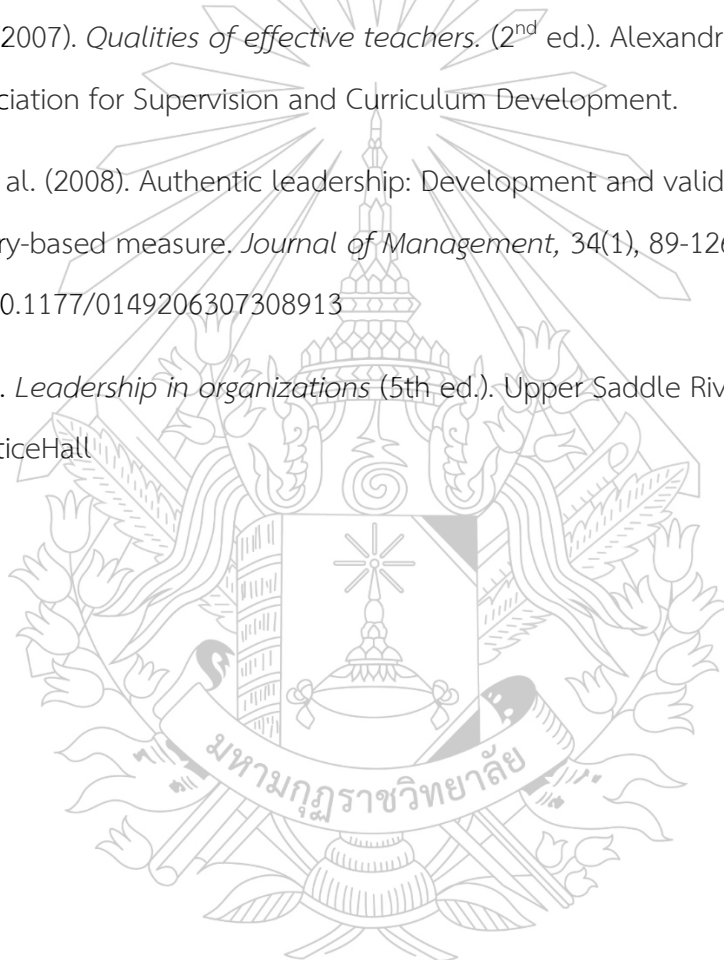 2007). Qualities of effective teachers. (2nd ed.). Alexandr
ciation for Supervision and Curriculum Development.
al. (2008). Authentic leadership: Development and valid
ry-based measure. Journal of Management, 34(1), 89-126
0.1177/0149206307308913
. Leadership in organizations (5th ed.). Upper Saddle Riv
ticeHall
มหามกุฏราชวิทยาลัย